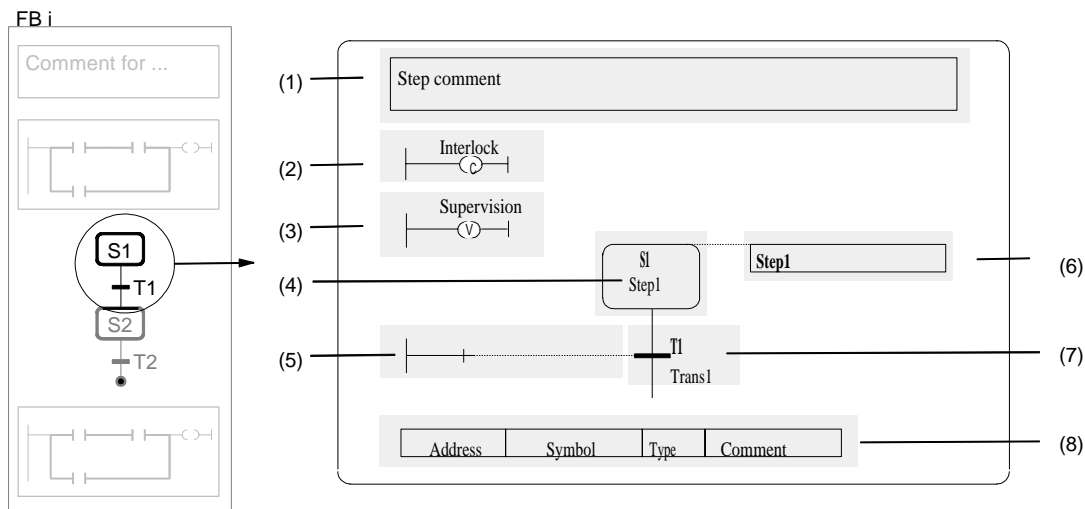 FB i
Comment for ...
S1
T1
S2
T2
(1)
Step comment
(2)
Interlock
C
(3)
Supervision
V
(4)
S1
Step1
Step1
(6)
(5)
T1
Trans1
(7)
Address Symbol Type Comment
(8)